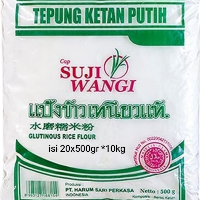 TEPUNG KETAN PUTIH
Cap
SUJI
WANGI
แป้งข้าวเหนียวแท้
水磨糯米粉
GLUTINOUS RICE FLOUR
isi 20x500gr *10kg
Produksi :
PT. HARUM SARI PERKASA
INDONESIA
Netto : 500 g